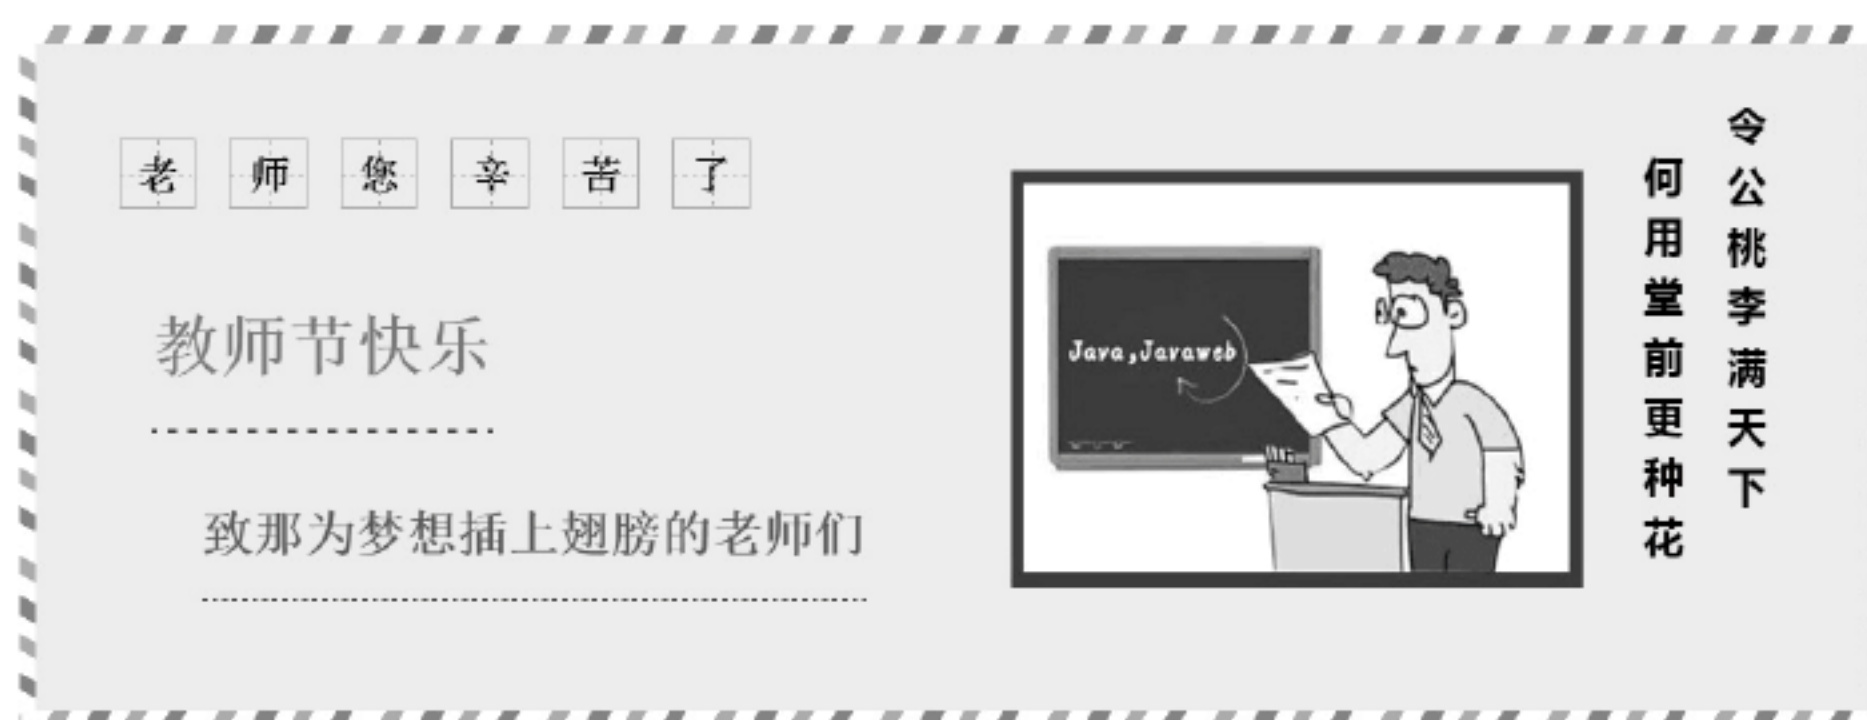 老师您辛苦了
教师节快乐
致那为梦想插上翅膀的老师们
Java,Javaweb
令公桃李满天下
何用堂前更种花